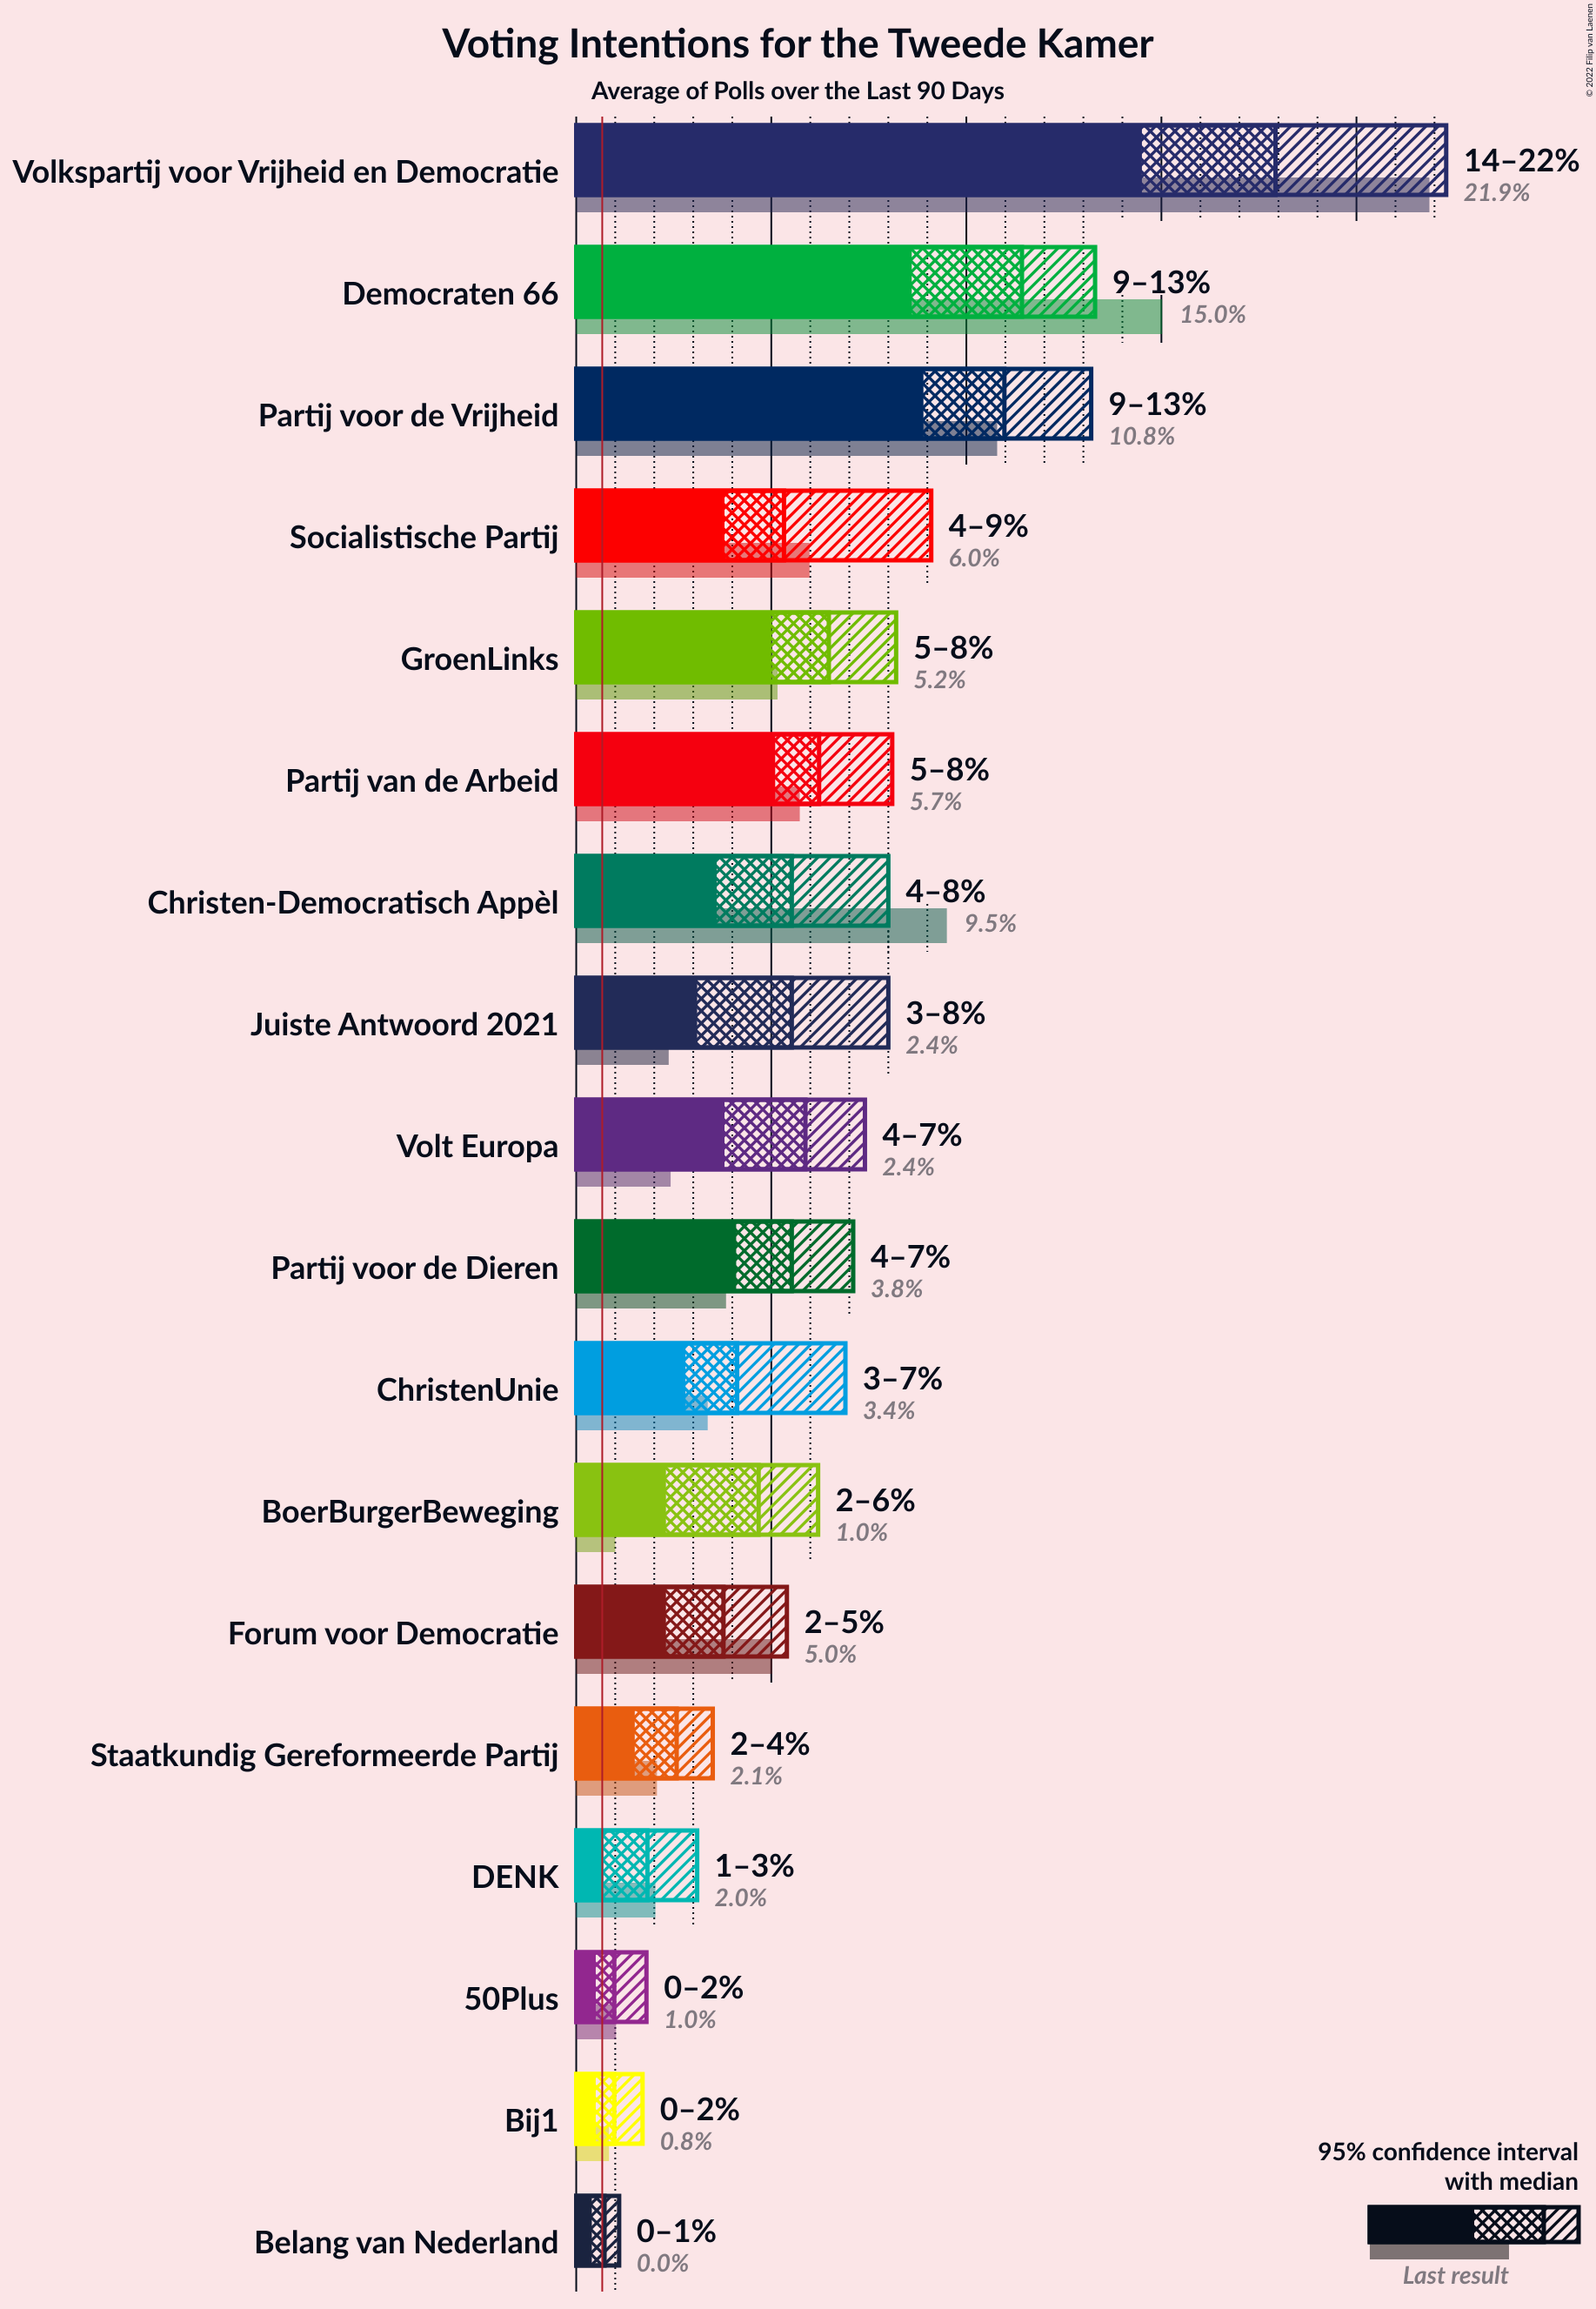 Voting Intentions for the Tweede Kamer
Average of Polls over the Last 90 Days
© 2022 Filip van Laenen
Volkspartij voor Vrijheid en Democratie
14–22%
21.9%
Democraten 66
9–13%
15.0%
Partij voor de Vrijheid
9–13%
10.8%
Socialistische Partij
4–9%
6.0%
GroenLinks
5–8%
5.2%
Partij van de Arbeid
5–8%
5.7%
Christen-Democratisch Appèl
4–8%
9.5%
Juiste Antwoord 2021
3–8%
2.4%
Volt Europa
4–7%
2.4%
Partij voor de Dieren
4–7%
3.8%
ChristenUnie
3–7%
3.4%
BoerBurgerBeweging
2–6%
1.0%
Forum voor Democratie
2–5%
5.0%
Staatkundig Gereformeerde Partij
2–4%
2.1%
DENK
1–3%
2.0%
50Plus
0–2%
1.0%
Bij1
0–2%
0.8%
Belang van Nederland
0–1%
0.0%
95% confidence interval
with median
Last result